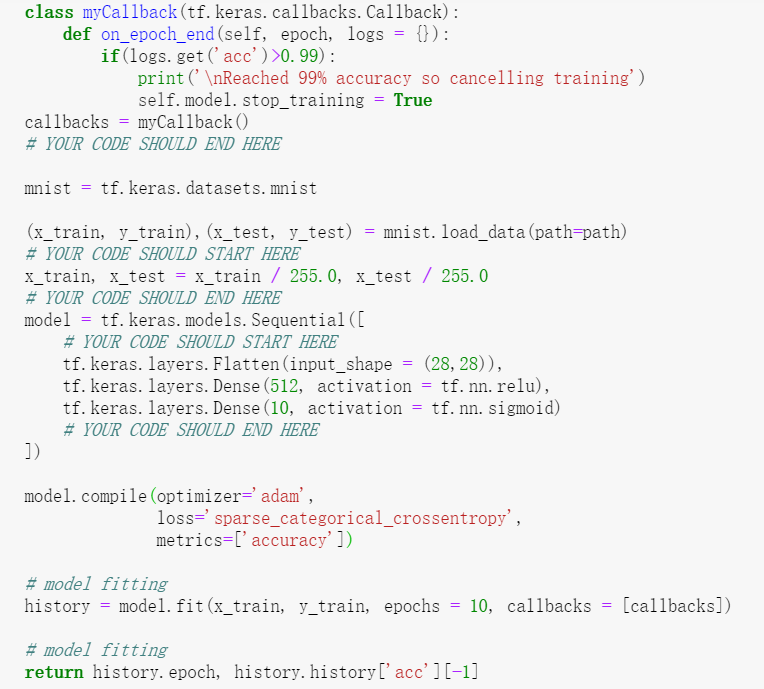 class myCallback(tf.keras.callbacks.Callback):
    def on_epoch_end(self, epoch, logs = {}):
        if(logs.get('acc')>0.99):
            print('\nReached 99% accuracy so cancelling training')
            self.model.stop_training = True
callbacks = myCallback()
# YOUR CODE SHOULD END HERE
mnist = tf.keras.datasets.mnist
(x_train, y_train),(x_test, y_test) = mnist.load_data(path=path)
# YOUR CODE SHOULD START HERE
x_train, x_test = x_train / 255.0, x_test / 255.0
# YOUR CODE SHOULD END HERE
model = tf.keras.models.Sequential([
    # YOUR CODE SHOULD START HERE
    tf.keras.layers.Flatten(input_shape = (28,28)),
    tf.keras.layers.Dense(512, activation = tf.nn.relu),
    tf.keras.layers.Dense(10, activation = tf.nn.sigmoid)
    # YOUR CODE SHOULD END HERE
])
model.compile(optimizer='adam',
              loss='sparse_categorical_crossentropy',
              metrics=['accuracy'])
# model fitting
history = model.fit(x_train, y_train, epochs = 10, callbacks = [callbacks])
# model fitting
return history.epoch, history.history['acc'][-1]